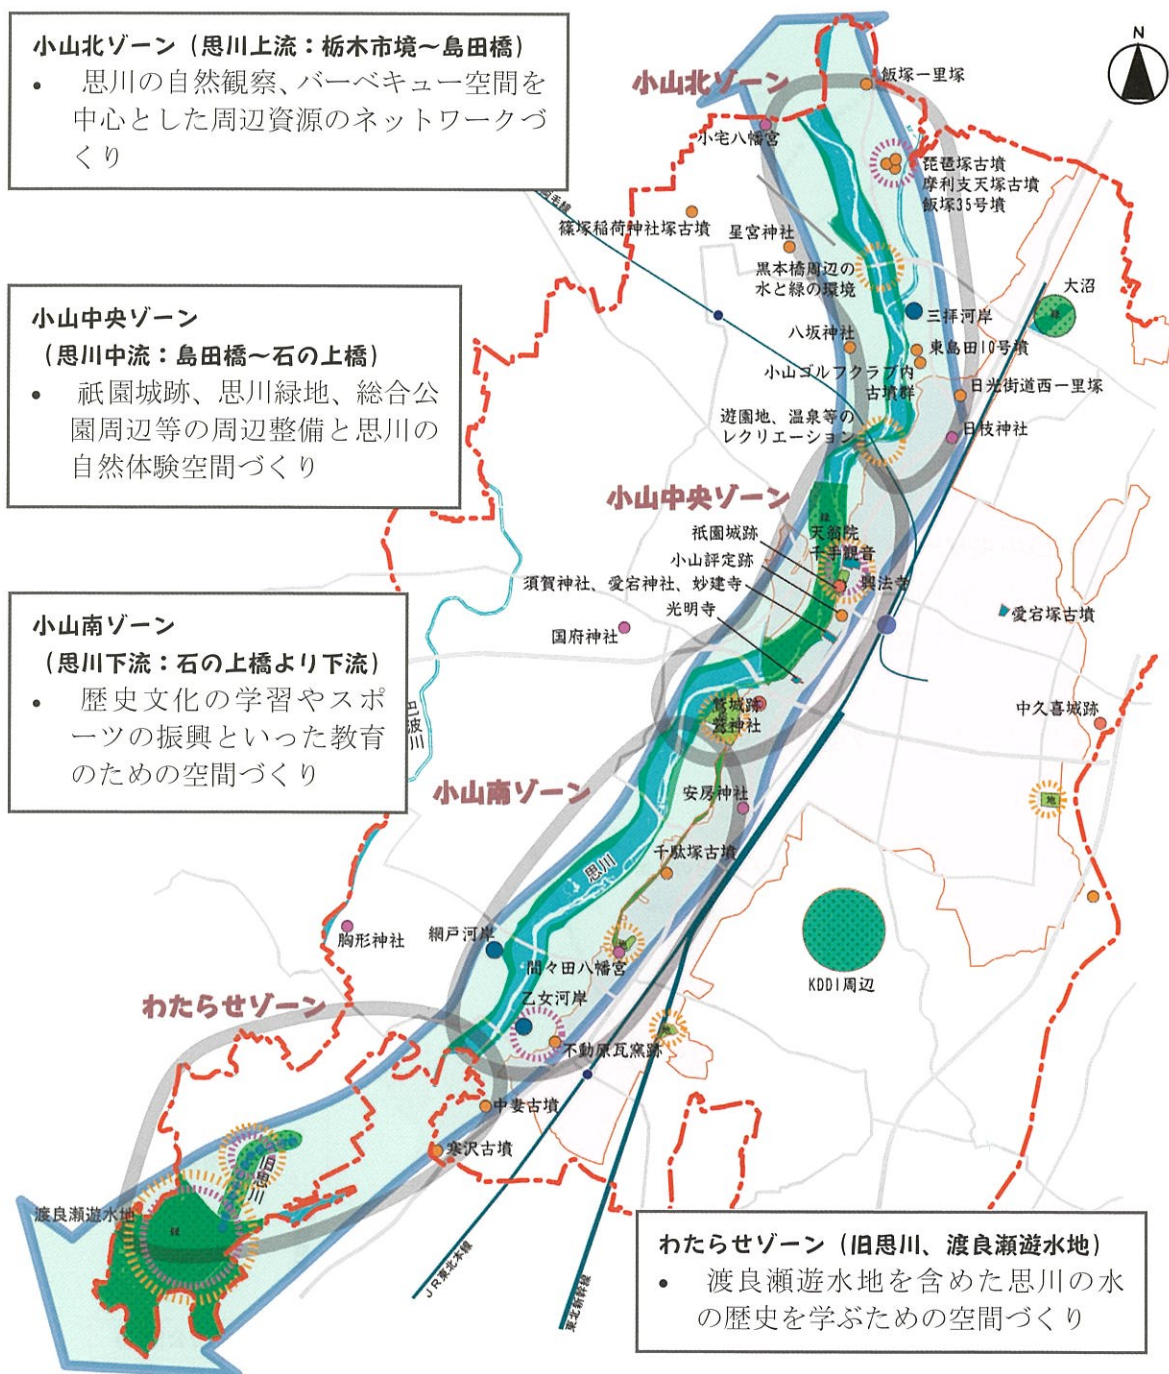 小山北ゾーン（思川上流：栃木市境～島田橋）
• 思川の自然観察、バーベキュー空間を
中心とした周辺資源のネットワークづ
くり
小山中央ゾーン
（思川中流：島田橋～石の上橋）
• 祇園城跡、思川緑地、総合公
園周辺等の周辺整備と思川の
自然体験空間づくり
小山南ゾーン
（思川下流：石の上橋より下流）
• 歴史文化の学習やスポ
ーツの振興といった教育
のための空間づくり
N
小山北ゾーン
飯塚一里塚
小宅八幡宮
琵琶塚古墳
摩利支天塚古墳
飯塚35号墳
篠塚稲荷神社塚古墳
星宮神社
黒本橋周辺の
水と緑の環境
大沼
緑
三拝河岸
八坂神社
東島田10号墳
小山ゴルフクラブ内
古墳群
日光街道西一里塚
遊園地、温泉等の
レクリエーション
日枝神社
小山中央ゾーン
緑
祇園城跡
天翁院
千手観音
小山評定跡
興法寺
須賀神社、愛宕神社、妙建寺
光明寺
愛宕塚古墳
国府神社
鷲城跡
鷲神社
中久喜城跡
小山南ゾーン
安房神社
地
千駄塚古墳
思川
胸形神社
網戸河岸
地
間々田八幡宮
KDDI周辺
わたらせゾーン
乙女河岸
地
不動原瓦窯跡
中妻古墳
寒沢古墳
旧思川
渡良瀬遊水地
緑
JR東北本線
東北新幹線
わたらせゾーン（旧思川、渡良瀬遊水地）
• 渡良瀬遊水地を含めた思川の水
の歴史を学ぶための空間づくり